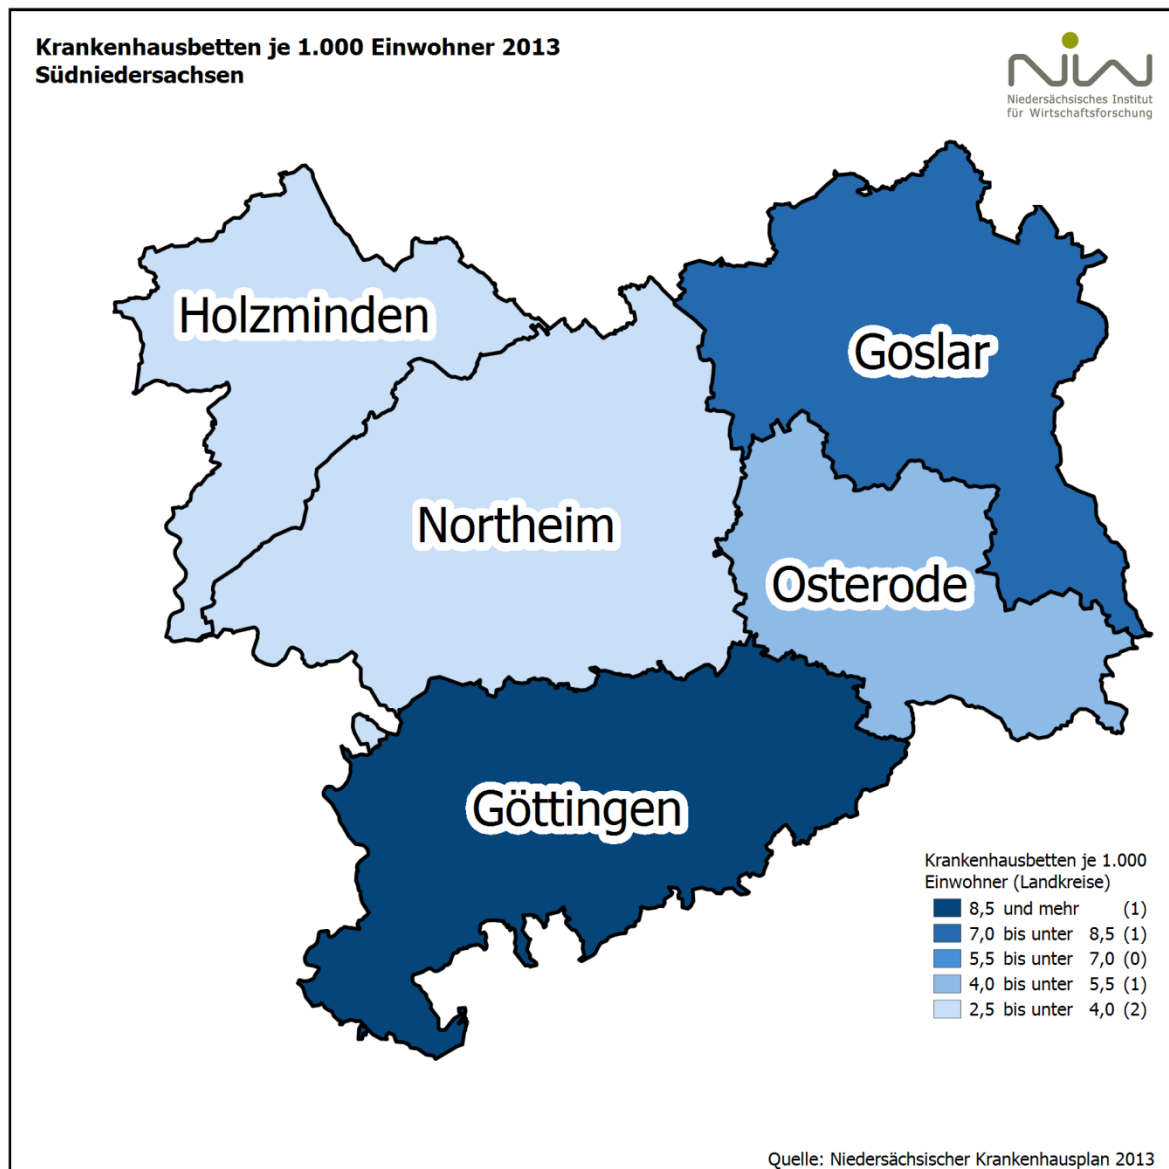 Krankenhausbetten je 1.000 Einwohner 2013
Südniedersachsen
NIW
Niedersächsisches Institut
für Wirtschaftsforschung
Holzminden
Goslar
Northeim
Osterode
Göttingen
Krankenhausbetten je 1.000
Einwohner (Landkreise)
8,5 und mehr (1)
7,0 bis unter 8,5 (1)
5,5 bis unter 7,0 (0)
4,0 bis unter 5,5 (1)
2,5 bis unter 4,0 (2)
Quelle: Niedersächsischer Krankenhausplan 2013